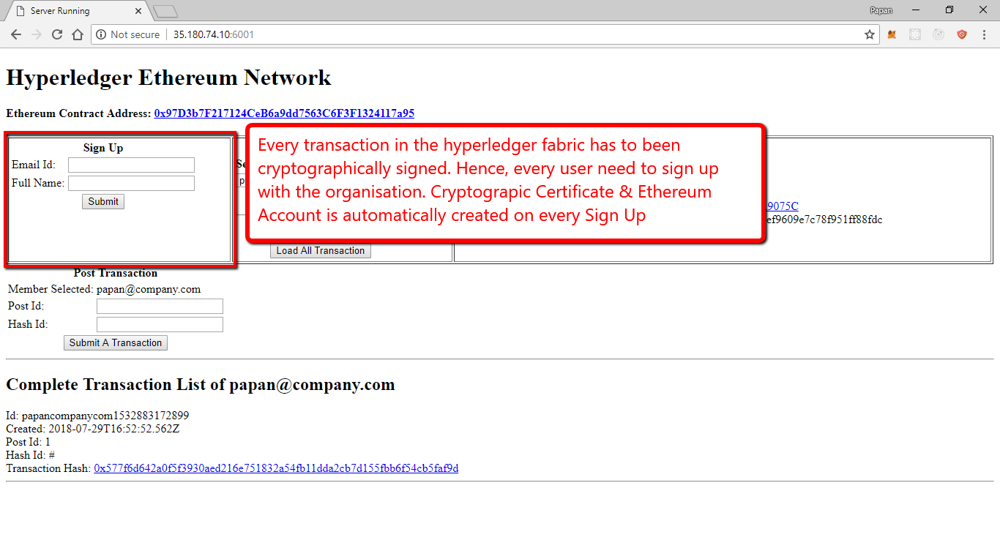 Server Running
Papan
Not secure
35.180.74.10:6001
Hyperledger Ethereum Network
Ethereum Contract Address: 0x97D3b7F217124CeB6a9dd7563C6F3F1324117a95
Sign Up
Email Id:
Full Name:
Submit
Every transaction in the hyperledger fabric has to been
cryptographically signed. Hence, every user need to sign up
with the organisation. Cryptograpic Certificate & Ethereum
Account is automatically created on every Sign Up
Se
p
9075C
ef9609e7c78f951ff88fdc
Load All Transaction
Post Transaction
Member Selected: papan@company.com
Post Id:
Hash Id:
Submit A Transaction
Complete Transaction List of papan@company.com
Id: papancompanycom1532883172899
Created: 2018-07-29T16:52:52.562Z
Post Id: 1
Hash Id: #
Transaction Hash: 0x577f6d642a0f5f3930aed216e751832a54fb11dda2cb7d155fbb6f54cb5faf9d